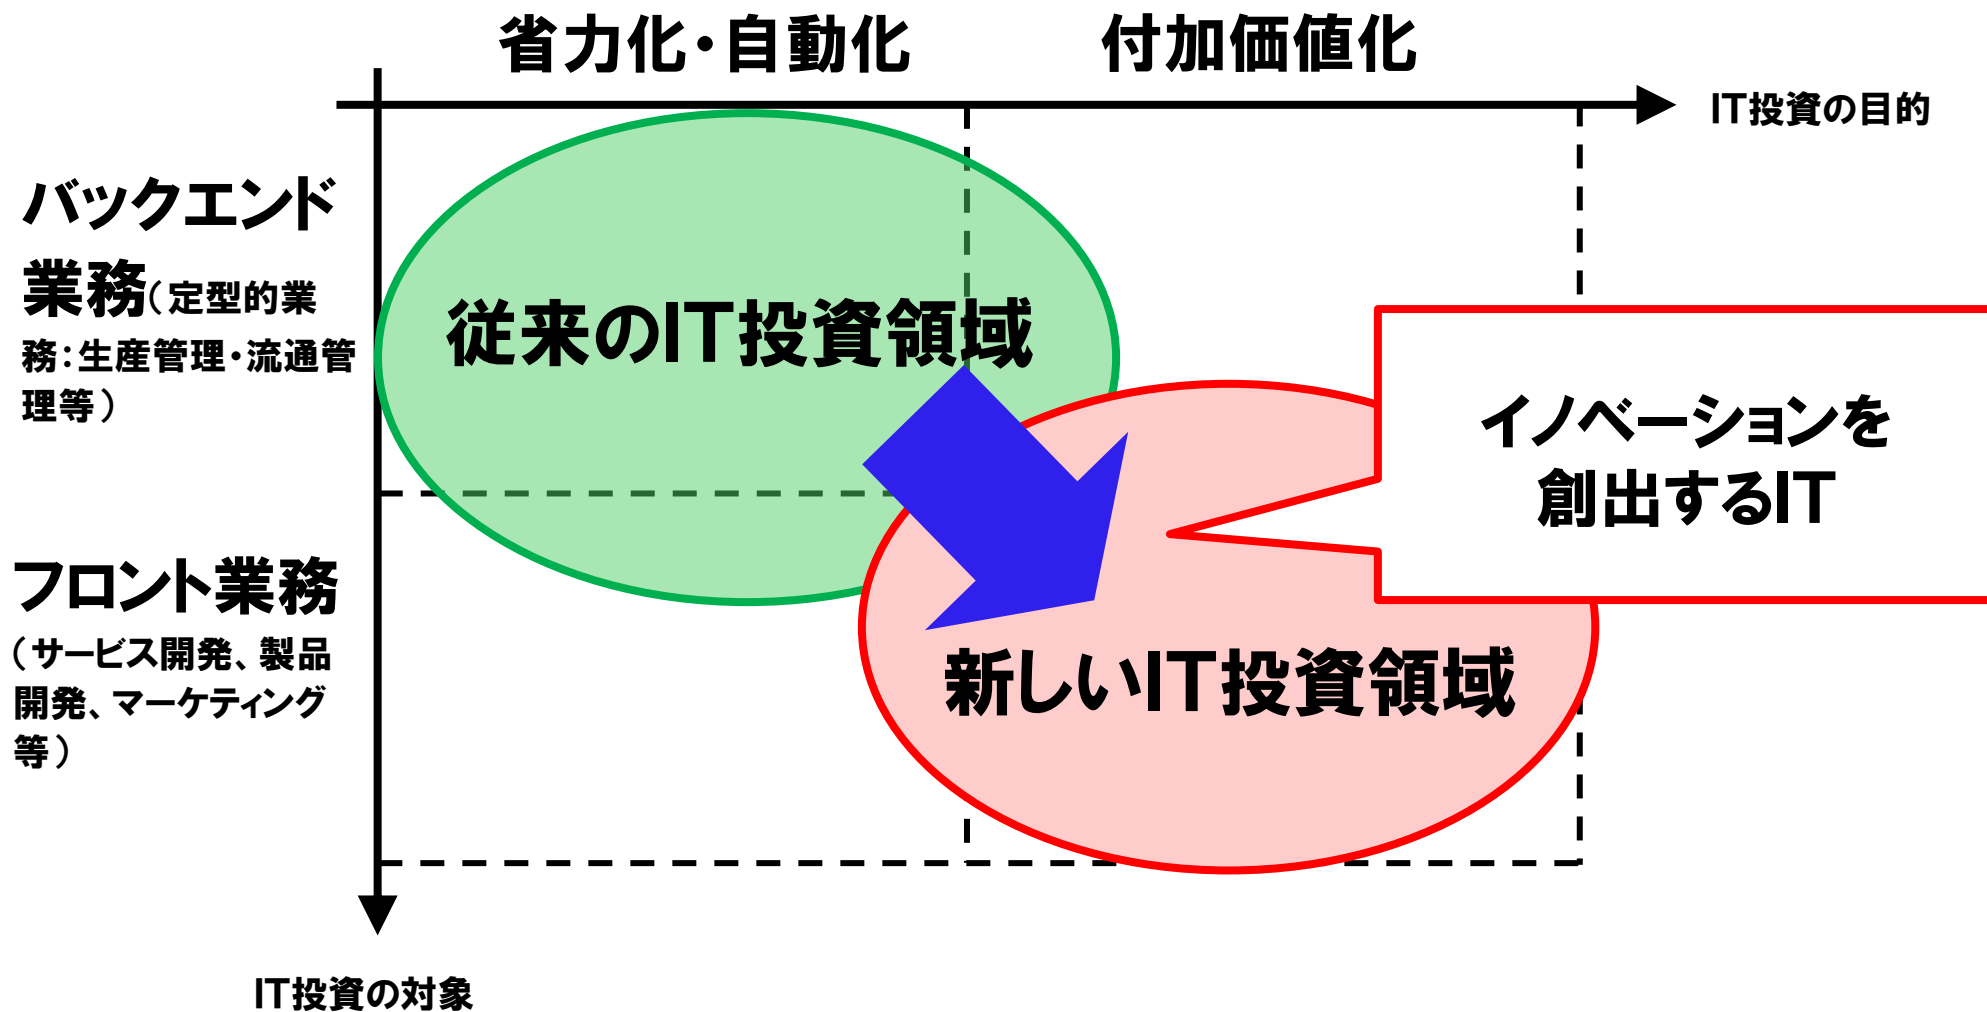 省力化・自動化
付加価値化
IT投資の目的
バックエンド
業務（定型的業
務：生産管理・流通管
理等）
従来のIT投資領域
イノベーションを
創出するIT
フロント業務
（サービス開発、製品
開発、マーケティング
等）
新しいIT投資領域
IT投資の対象